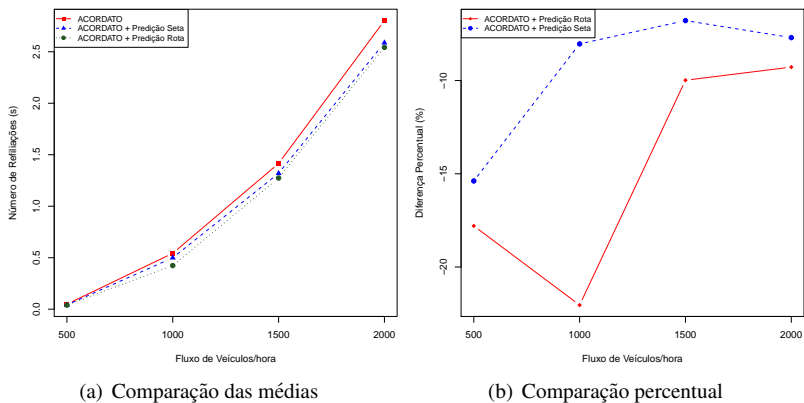 ACORDATO
ACORDATO + Predição Seta
ACORDATO + Predição Rota
Número de Refiliações (s)
2.5
2.0
1.5
1.0
0.5
0.0
500 1000 1500 2000
Fluxo de Veículos/hora
(a) Comparação das médias
ACORDATO + Predição Rota
ACORDATO + Predição Seta
Diferença Percentual (%)
−10
−15
−20
500 1000 1500 2000
Fluxo de Veículos/hora
(b) Comparação percentual